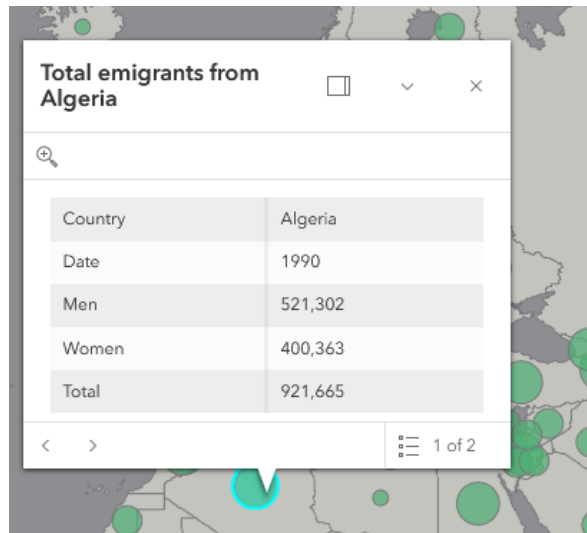 Total emigrants from
Algeria
Country Algeria
Date 1990
Men 521,302
Women 400,363
Total 921,665
1 of 2